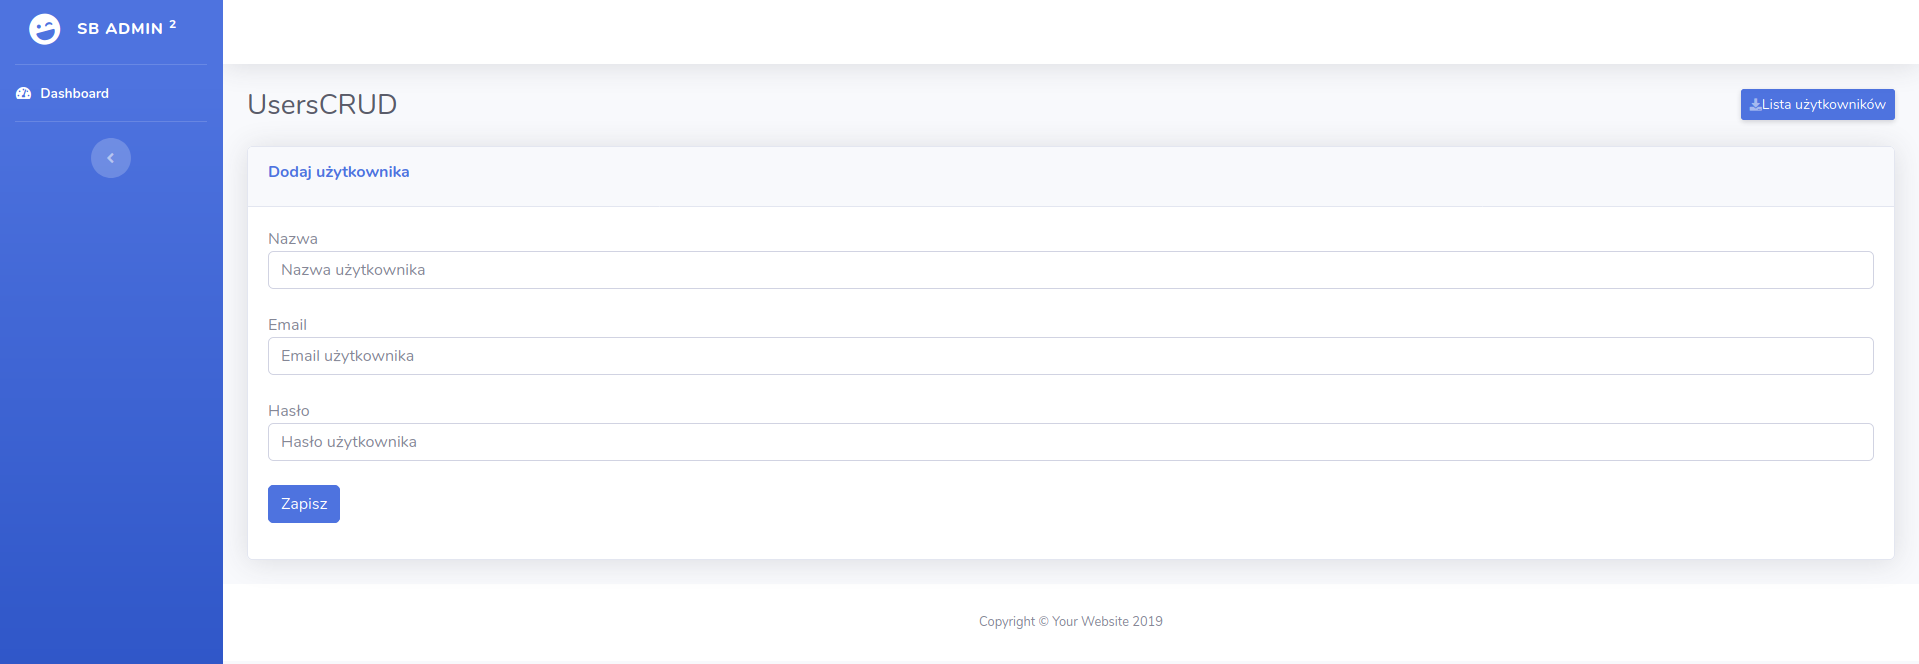 SB ADMIN 2
Dashboard
UsersCRUD
Lista użytkowników
Dodaj użytkownika
Nazwa
Nazwa użytkownika
Email
Email użytkownika
Hasło
Hasło użytkownika
Zapisz
Copyright © Your Website 2019